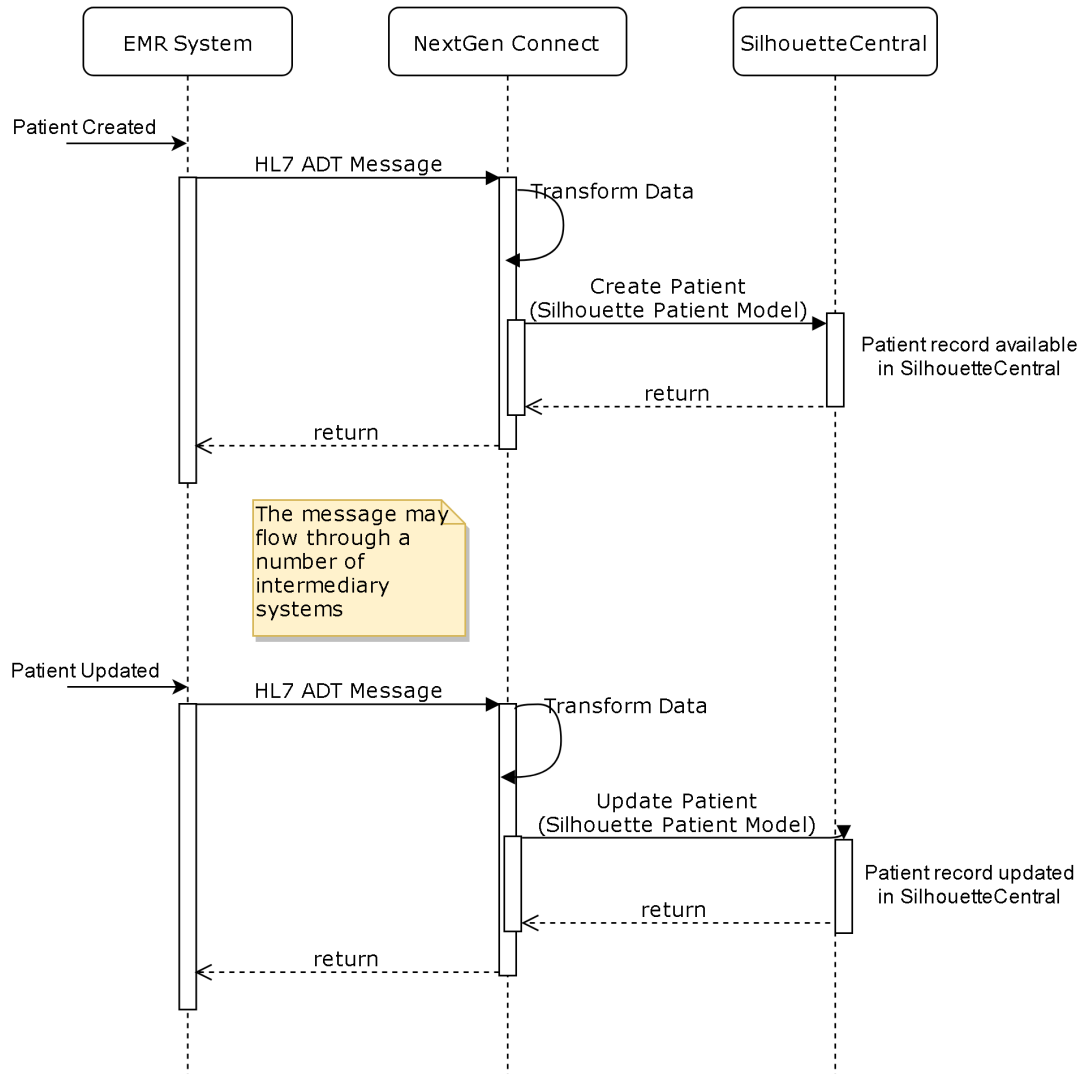 EMR System
NextGen Connect
SilhouetteCentral
Patient Created
HL7 ADT Message
Transform Data
Create Patient
(Silhouette Patient Model)
Patient record available
in SilhouetteCentral
return
return
The message may
flow through a
number of
intermediary
systems
Patient Updated
HL7 ADT Message
Transform Data
Update Patient
(Silhouette Patient Model)
Patient record updated
in SilhouetteCentral
return
return